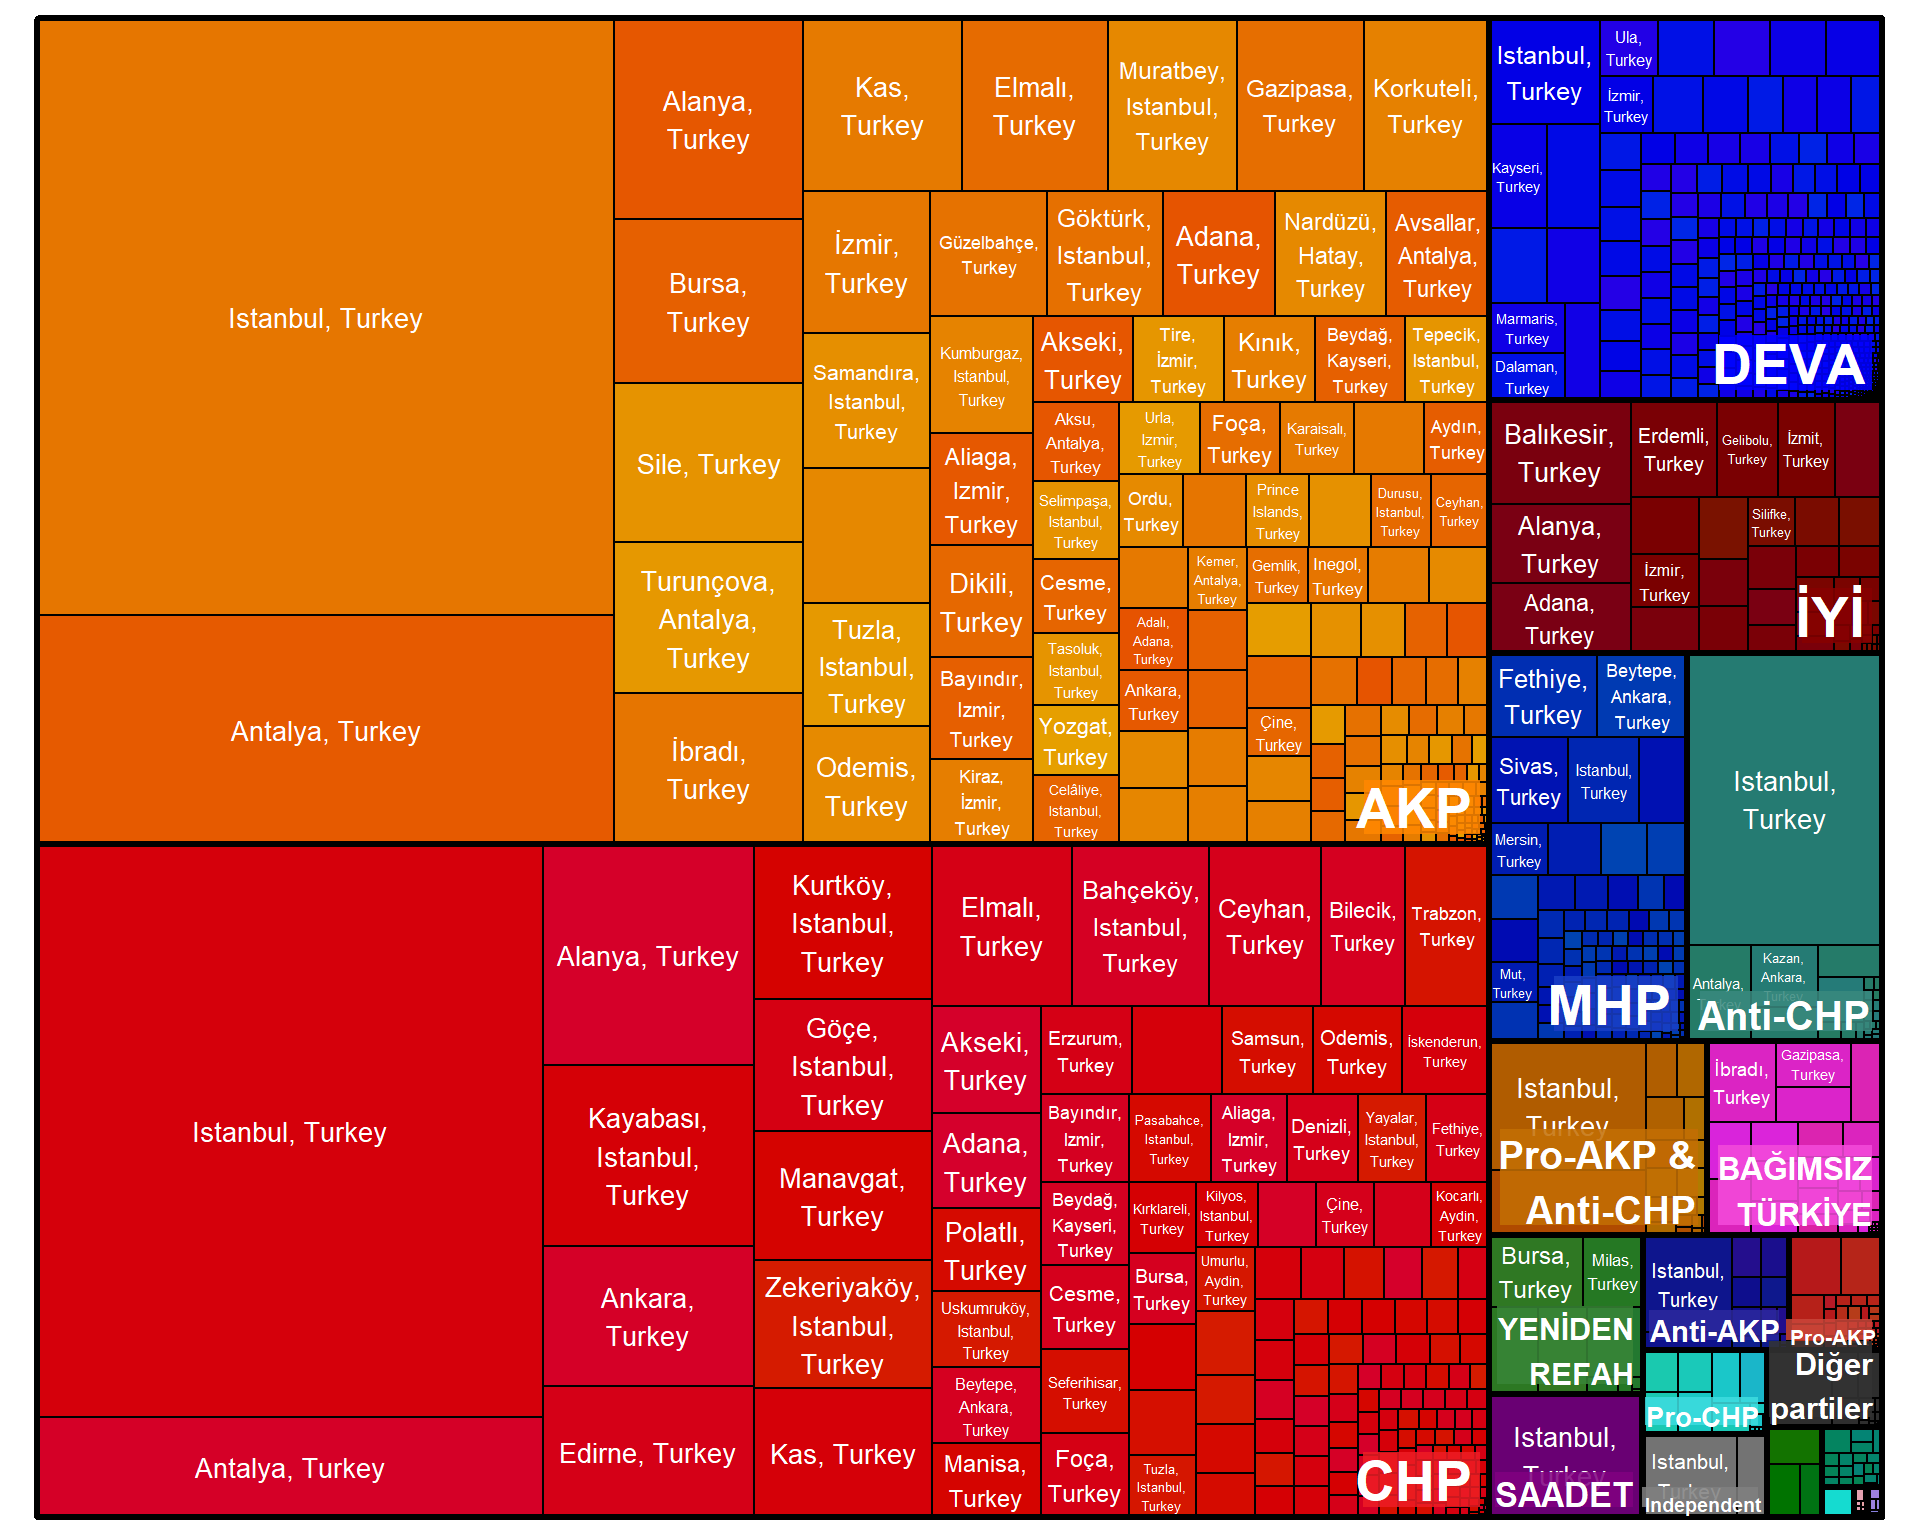 Istanbul, Turkey
Antalya, Turkey
Alanya,
Turkey
Bursa,
Turkey
Sile, Turkey
Turunçova,
Antalya,
Turkey
İbradı,
Turkey
Kas,
Turkey
Elmalı,
Turkey
Muratbey,
Istanbul,
Turkey
Gazipasa,
Turkey
Korkuteli,
Turkey
İzmir,
Turkey
Samandıra,
Istanbul,
Turkey
Tuzla,
Istanbul,
Turkey
Odemis,
Turkey
Güzelbahçe,
Turkey
Göktürk,
Istanbul,
Turkey
Adana,
Turkey
Nardüzü,
Hatay,
Turkey
Avsallar,
Antalya,
Turkey
Kumburgaz,
Istanbul,
Turkey
Aliaga,
Izmir,
Turkey
Dikili,
Turkey
Bayındır,
Izmir,
Turkey
Kiraz,
İzmir,
Turkey
Akseki,
Turkey
Tire,
İzmir,
Turkey
Kınık,
Turkey
Beydağ,
Kayseri,
Turkey
Tepecik,
Istanbul,
Turkey
Aksu,
Antalya,
Turkey
Selimpaşa,
Istanbul,
Turkey
Cesme,
Turkey
Tasoluk,
Istanbul,
Turkey
Yozgat,
Turkey
Celâliye,
Istanbul,
Turkey
Urla,
Izmir,
Turkey
Foça,
Turkey
Karaisalı,
Turkey
Aydın,
Turkey
Ordu,
Turkey
Prince
Islands,
Turkey
Durusu,
Istanbul,
Turkey
Ceyhan,
Turkey
Kemer,
Antalya,
Turkey
Gemlik,
Turkey
Inegol,
Turkey
Adalı,
Adana,
Turkey
Ankara,
Turkey
Çine,
Turkey
AKP
Istanbul, Turkey
Antalya, Turkey
Alanya, Turkey
Kayabası,
Istanbul,
Turkey
Ankara,
Turkey
Edirne, Turkey
Kurtköy,
Istanbul,
Turkey
Göçe,
Istanbul,
Turkey
Manavgat,
Turkey
Zekeriyaköy,
Istanbul,
Turkey
Kas, Turkey
Elmalı,
Turkey
Bahçeköy,
Istanbul,
Turkey
Ceyhan,
Turkey
Bilecik,
Turkey
Trabzon,
Turkey
Akseki,
Turkey
Adana,
Turkey
Polatlı,
Turkey
Uskumruköy,
Istanbul,
Turkey
Beytepe,
Ankara,
Turkey
Manisa,
Turkey
Erzurum,
Turkey
Samsun,
Turkey
Odemis,
Turkey
İskenderun,
Turkey
Bayındır,
Izmir,
Turkey
Pasabahce,
Istanbul,
Turkey
Aliaga,
Izmir,
Turkey
Denizli,
Turkey
Yayalar,
Istanbul,
Turkey
Fethiye,
Turkey
Beydağ,
Kayseri,
Turkey
Cesme,
Turkey
Seferihisar,
Turkey
Foça,
Turkey
Kırklareli,
Turkey
Kilyos,
Istanbul,
Turkey
Çine,
Turkey
Kocarlı,
Aydin,
Turkey
Bursa,
Turkey
Umurlu,
Aydin,
Turkey
Tuzla,
Istanbul,
Turkey
CHP
Istanbul,
Turkey
Ula,
Turkey
İzmir,
Turkey
Kayseri,
Turkey
Marmaris,
Turkey
Dalaman,
Turkey
DEVA
Balıkesir,
Turkey
Alanya,
Turkey
Adana,
Turkey
Erdemli,
Turkey
Gelibolu,
Turkey
İzmit,
Turkey
Silifke,
Turkey
İzmir,
Turkey
İYİ
Fethiye,
Turkey
Beytepe,
Ankara,
Turkey
Sivas,
Turkey
Istanbul,
Turkey
Mersin,
Turkey
Mut,
Turkey
MHP
Istanbul,
Turkey
Antalya,
Turkey
Kazan,
Ankara,
Turkey
Anti-CHP
Istanbul,
Turkey
Pro-AKP &
Anti-CHP
İbradı,
Turkey
Gazipasa,
Turkey
BAĞIMSIZ
TÜRKİYE
Bursa,
Turkey
Milas,
Turkey
YENİDEN
REFAH
Istanbul,
Turkey
Anti-AKP
Pro-AKP
Pro-CHP
Diğer
partiler
Istanbul,
Turkey
SAADET
Istanbul,
Turkey
Independent